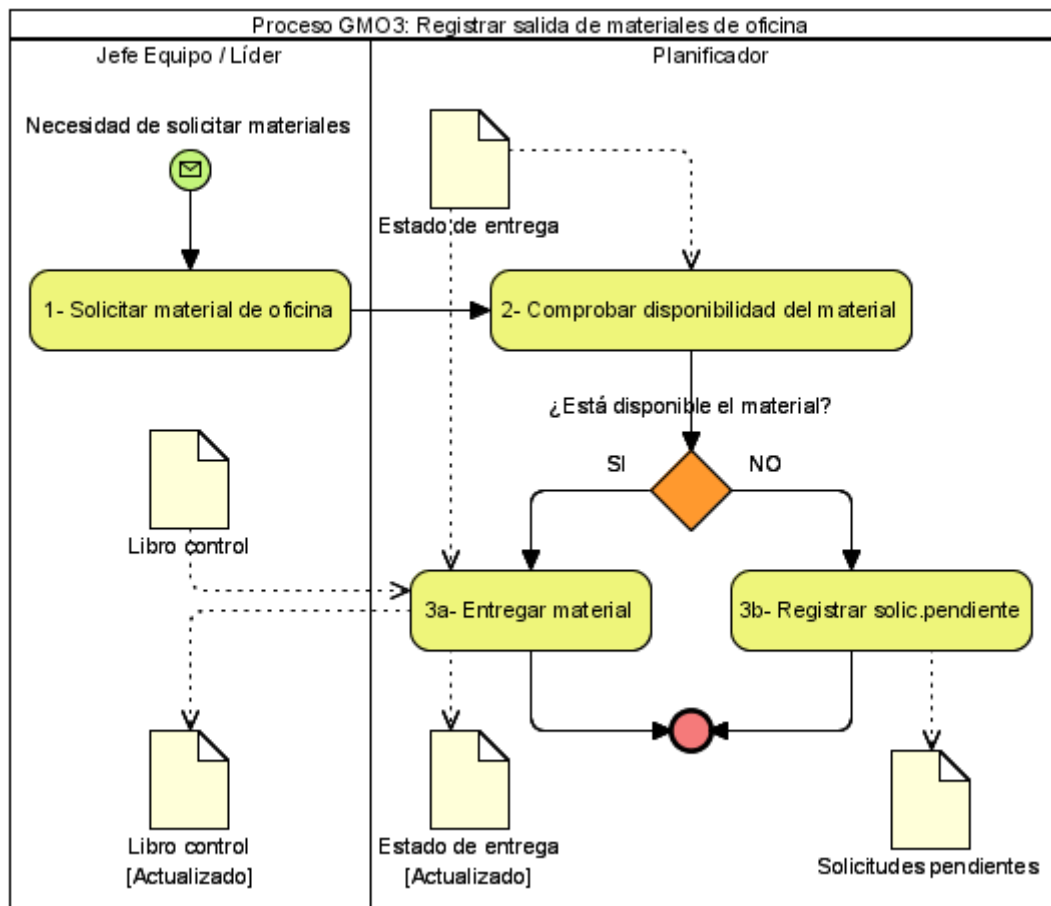 Proceso GMO3: Registrar salida de materiales de oficina
Jefe Equipo / Líder
Planificador
Necesidad de solicitar materiales
Estado de entrega
1- Solicitar material de oficina
2- Comprobar disponibilidad del material
¿Está disponible el material?
SI
NO
Libro control
3a- Entregar material
3b- Registrar solic.pendiente
Libro control
[Actualizado]
Estado de entrega
[Actualizado]
Solicitudes pendientes